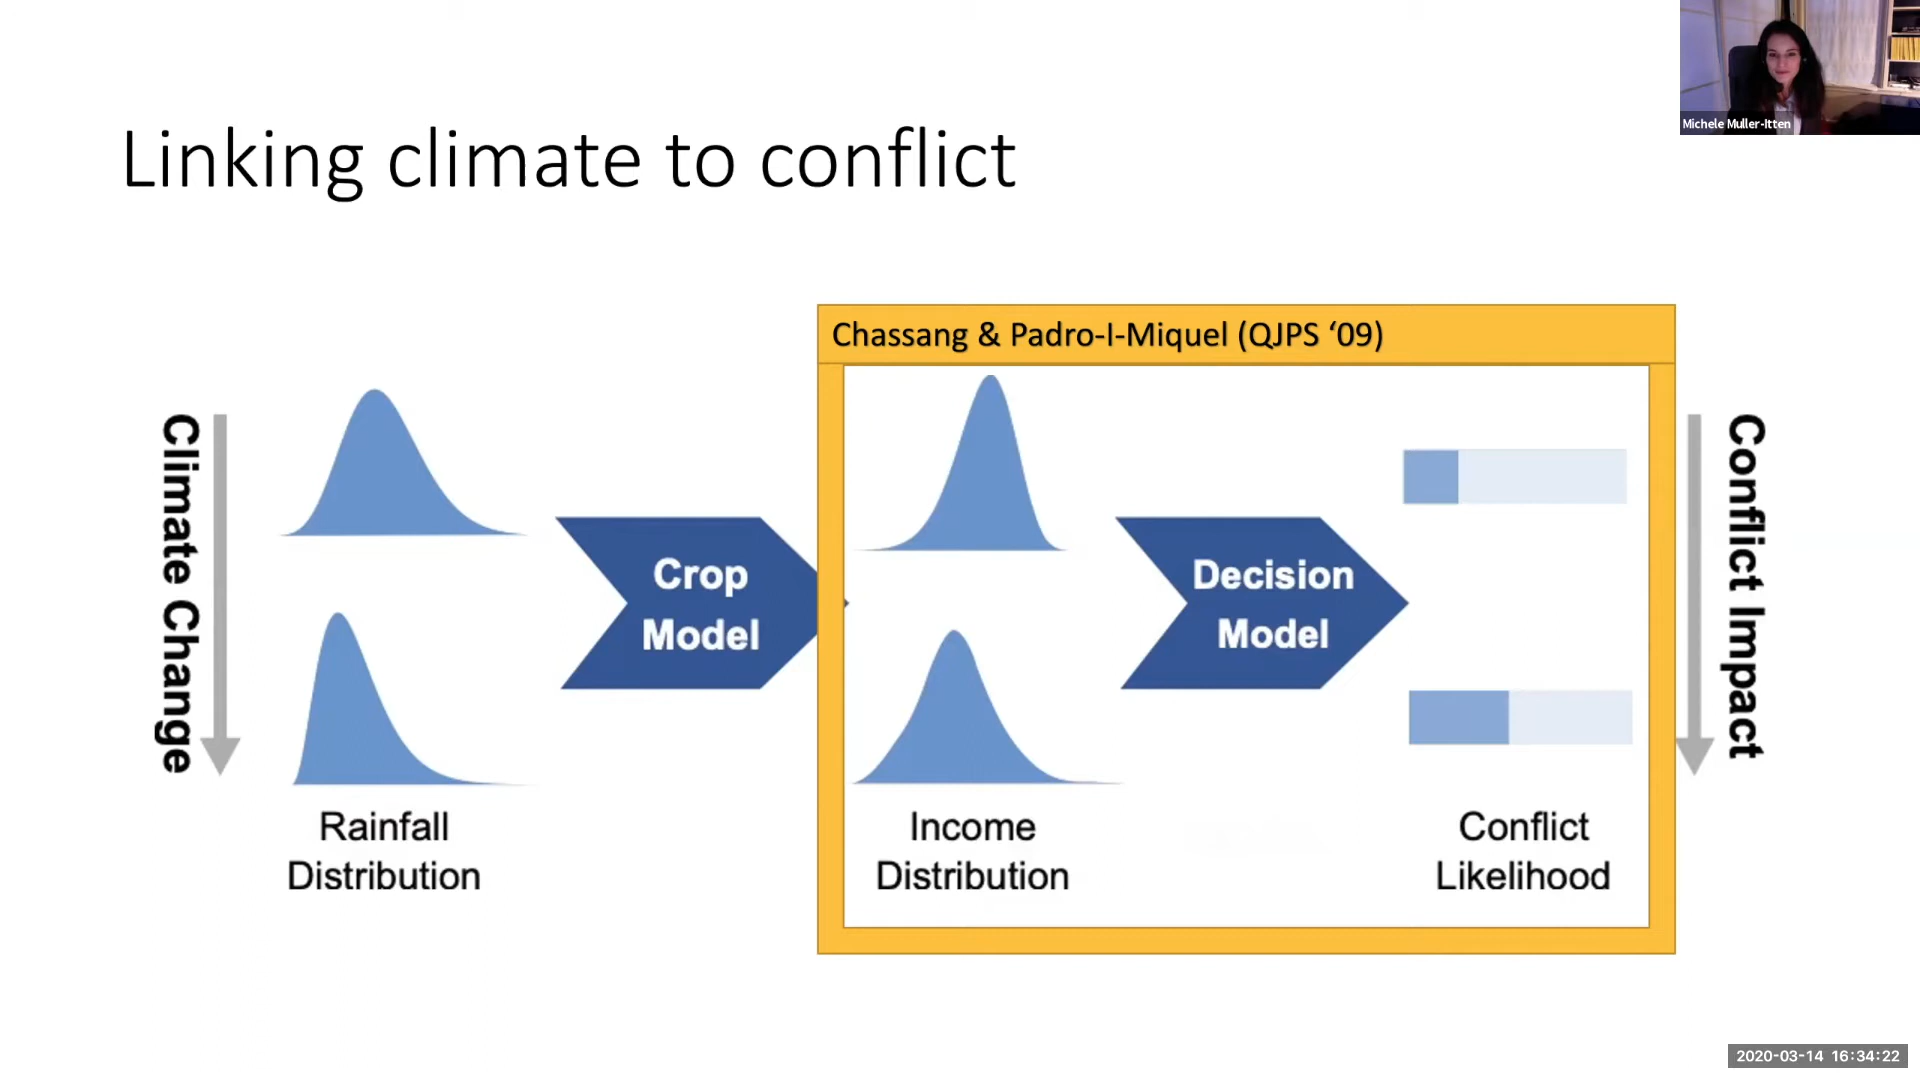 Michele Muller-Itten
Linking climate to conflict
Chassang & Padro-I-Miquel (QJPS ‘09)
Climate Change
Crop
Model
Decision
Model
Conflict Impact
Rainfall
Distribution
Income
Distribution
Conflict
Likelihood
2020-03-14 16:34:22